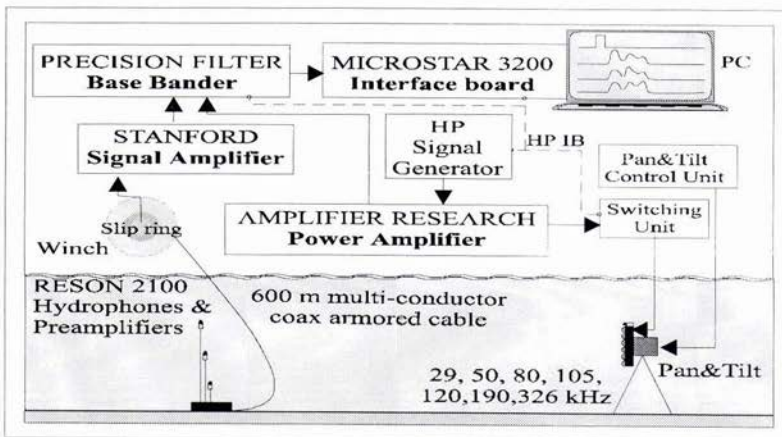 PRECISION FILTER
Base Bander
MICROSTAR 3200
Interface board
PC
STANFORD
Signal Amplifier
HP
Signal
Generator
HP IB
Pan&Tilt
Control Unit
Slip ring
Winch
AMPLIFIER RESEARCH
Power Amplifier
Switching
Unit
RESON 2100
Hydrophones &
Preamplifiers
600 m multi-conductor
coax armored cable
29, 50, 80, 105,
120,190,326 kHz
Pan&Tilt